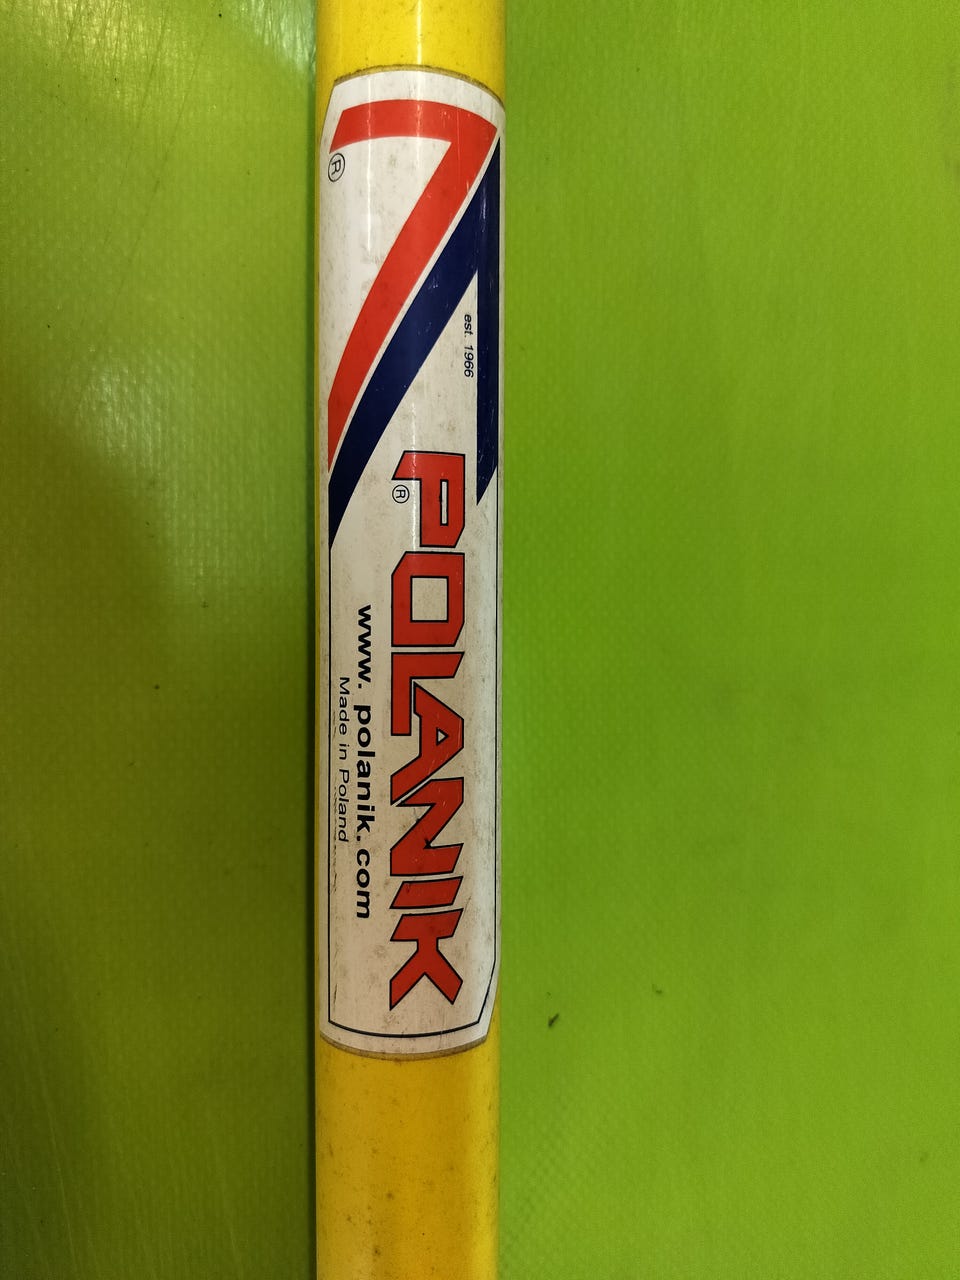 ®
est. 1966
POLANIK®
www. polanik. com
Made in Poland